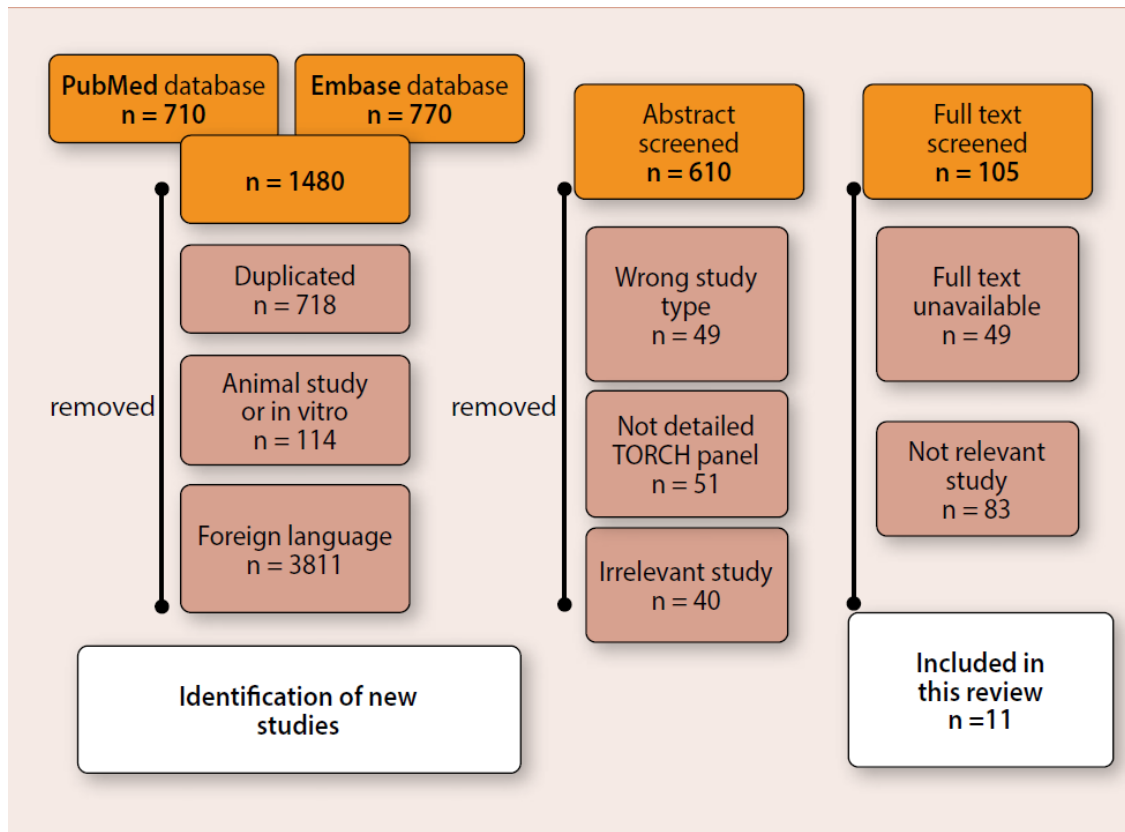 PubMed database
n = 710
Embase database
n = 770
n = 1480
removed
Duplicated
n = 718
Animal study
or in vitro
n = 114
Foreign language
n = 3811
Identification of new
studies
Abstract
screened
n = 610
removed
Wrong study
type
n = 49
Not detailed
TORCH panel
n = 51
Irrelevant study
n = 40
Full text
screened
n = 105
Full text
unavailable
n = 49
Not relevant
study
n = 83
Included in
this review
n =11